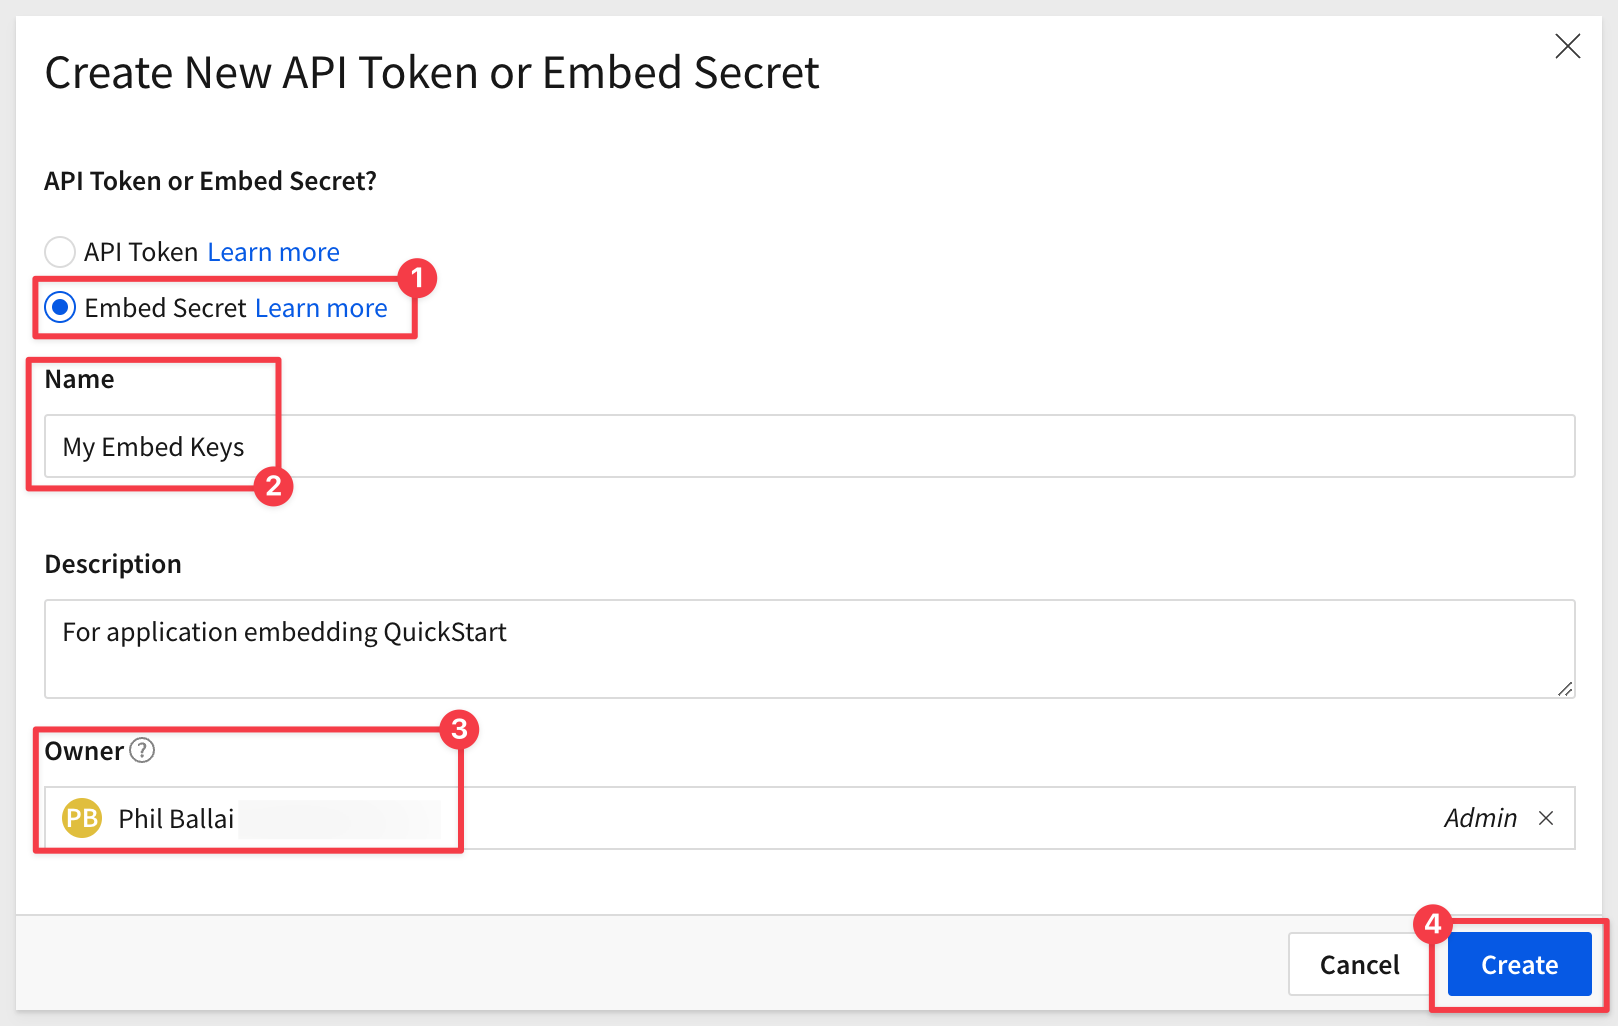 Create New API Token or Embed Secret
API Token or Embed Secret?
API Token Learn more
1
Embed Secret Learn more
Name
My Embed Keys
2
Description
For application embedding QuickStart
3
Owner ?
PB Phil Ballai Admin
4
Cancel Create